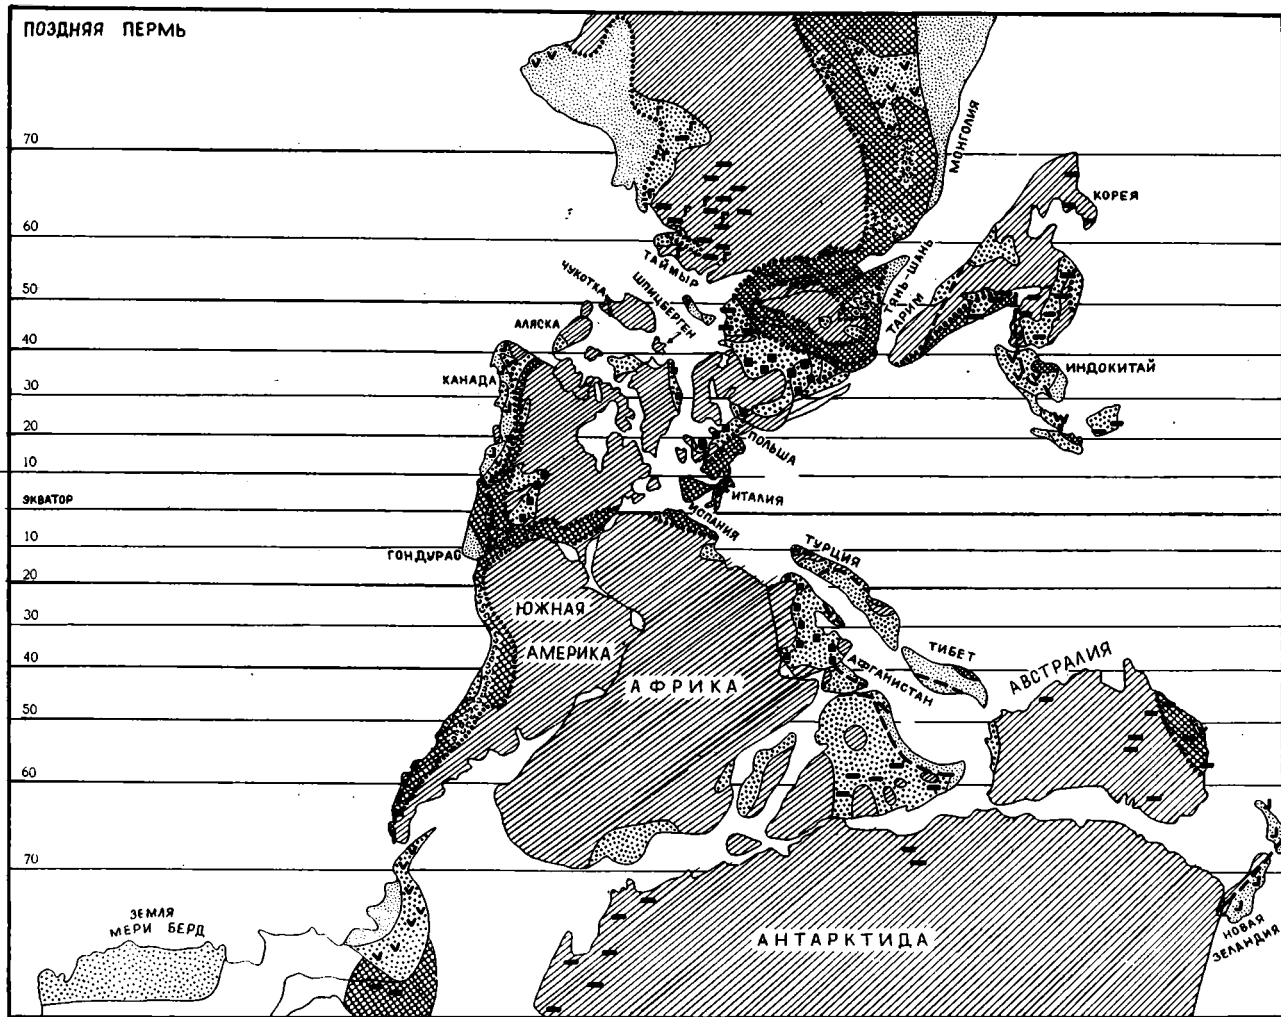 ПОЗДНЯЯ ПЕРМЬ
70
МОНГОЛИЯ
КОРЕЯ
60
ТАЙМЫР
ТЯНЬ-ШАНЬ
ЧУКОТКА
ШПИЦБЕРГЕН
50
ТАРИМ
АЛЯСКА
40
КАНАДА
ИНДОКИТАЙ
30
20
ПОЛЬША
10
ИТАЛИЯ
ЭКВАТОР
ИСПАНИЯ
10
ГОНДУРАС
ТУРЦИЯ
20
ЮЖНАЯ
АМЕРИКА
30
ТИБЕТ
40
АФРИКА
АФГАНИСТАН
АВСТРАЛИЯ
50
60
70
ЗЕМЛЯ
МЕРИ БЕРД
АНТАРКТИДА
НОВАЯ
ЗЕЛАНДИЯ